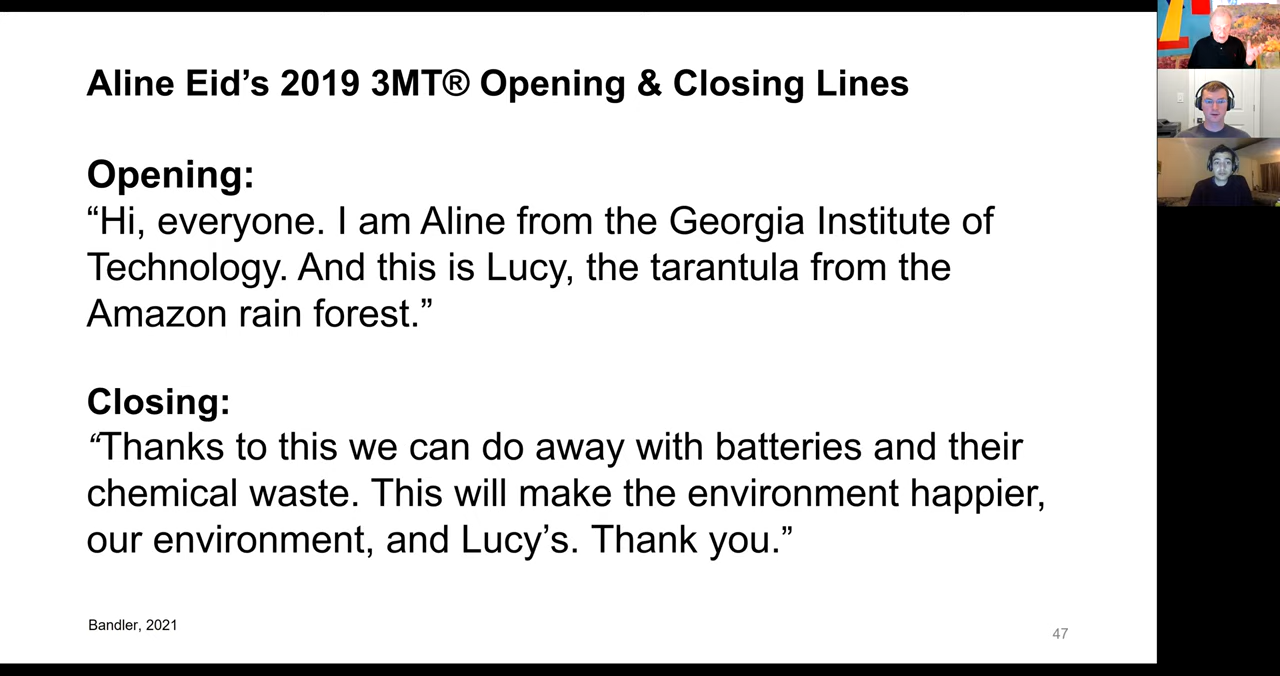 Aline Eid’s 2019 3MT® Opening & Closing Lines
Opening:
“Hi, everyone. I am Aline from the Georgia Institute of
Technology. And this is Lucy, the tarantula from the
Amazon rain forest.”
Closing:
“Thanks to this we can do away with batteries and their
chemical waste. This will make the environment happier,
our environment, and Lucy’s. Thank you.”
Bandler, 2021
47